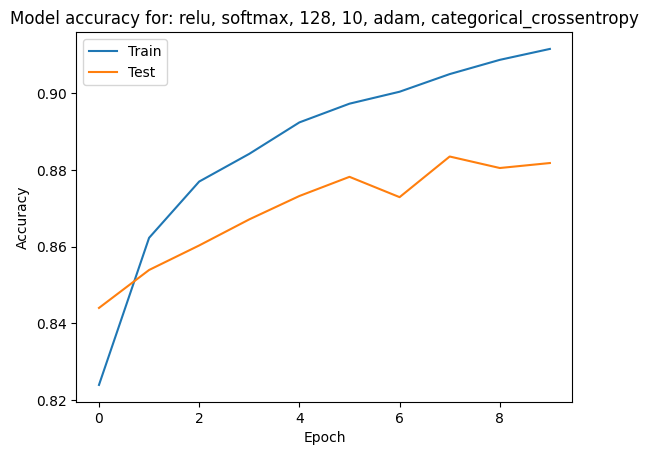 Model accuracy for: relu, softmax, 128, 10, adam, categorical_crossentropy
Train
Test
0.90
0.88
0.86
0.84
0.82
Accuracy
0
2
4
6
8
Epoch